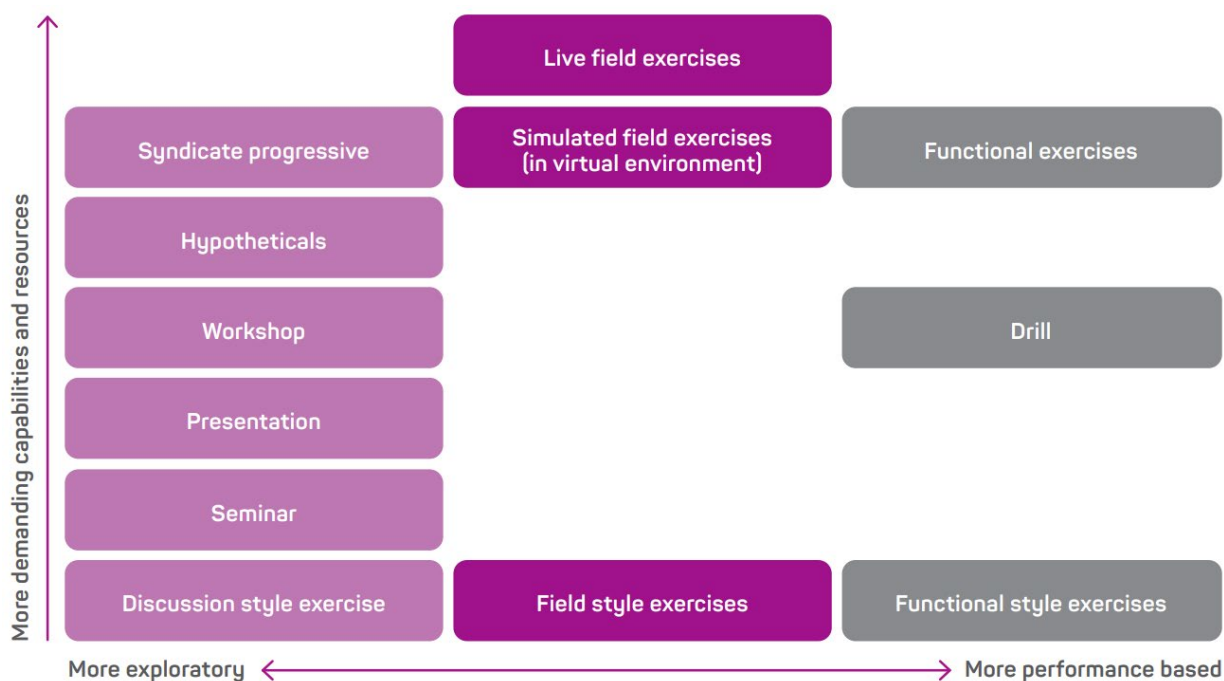 More demanding capabilities and resources
Live field exercises
Syndicate progressive
Simulated field exercises
(in virtual environment)
Functional exercises
Hypotheticals
Workshop
Drill
Presentation
Seminar
Discussion style exercise
Field style exercises
Functional style exercises
More exploratory
More performance based